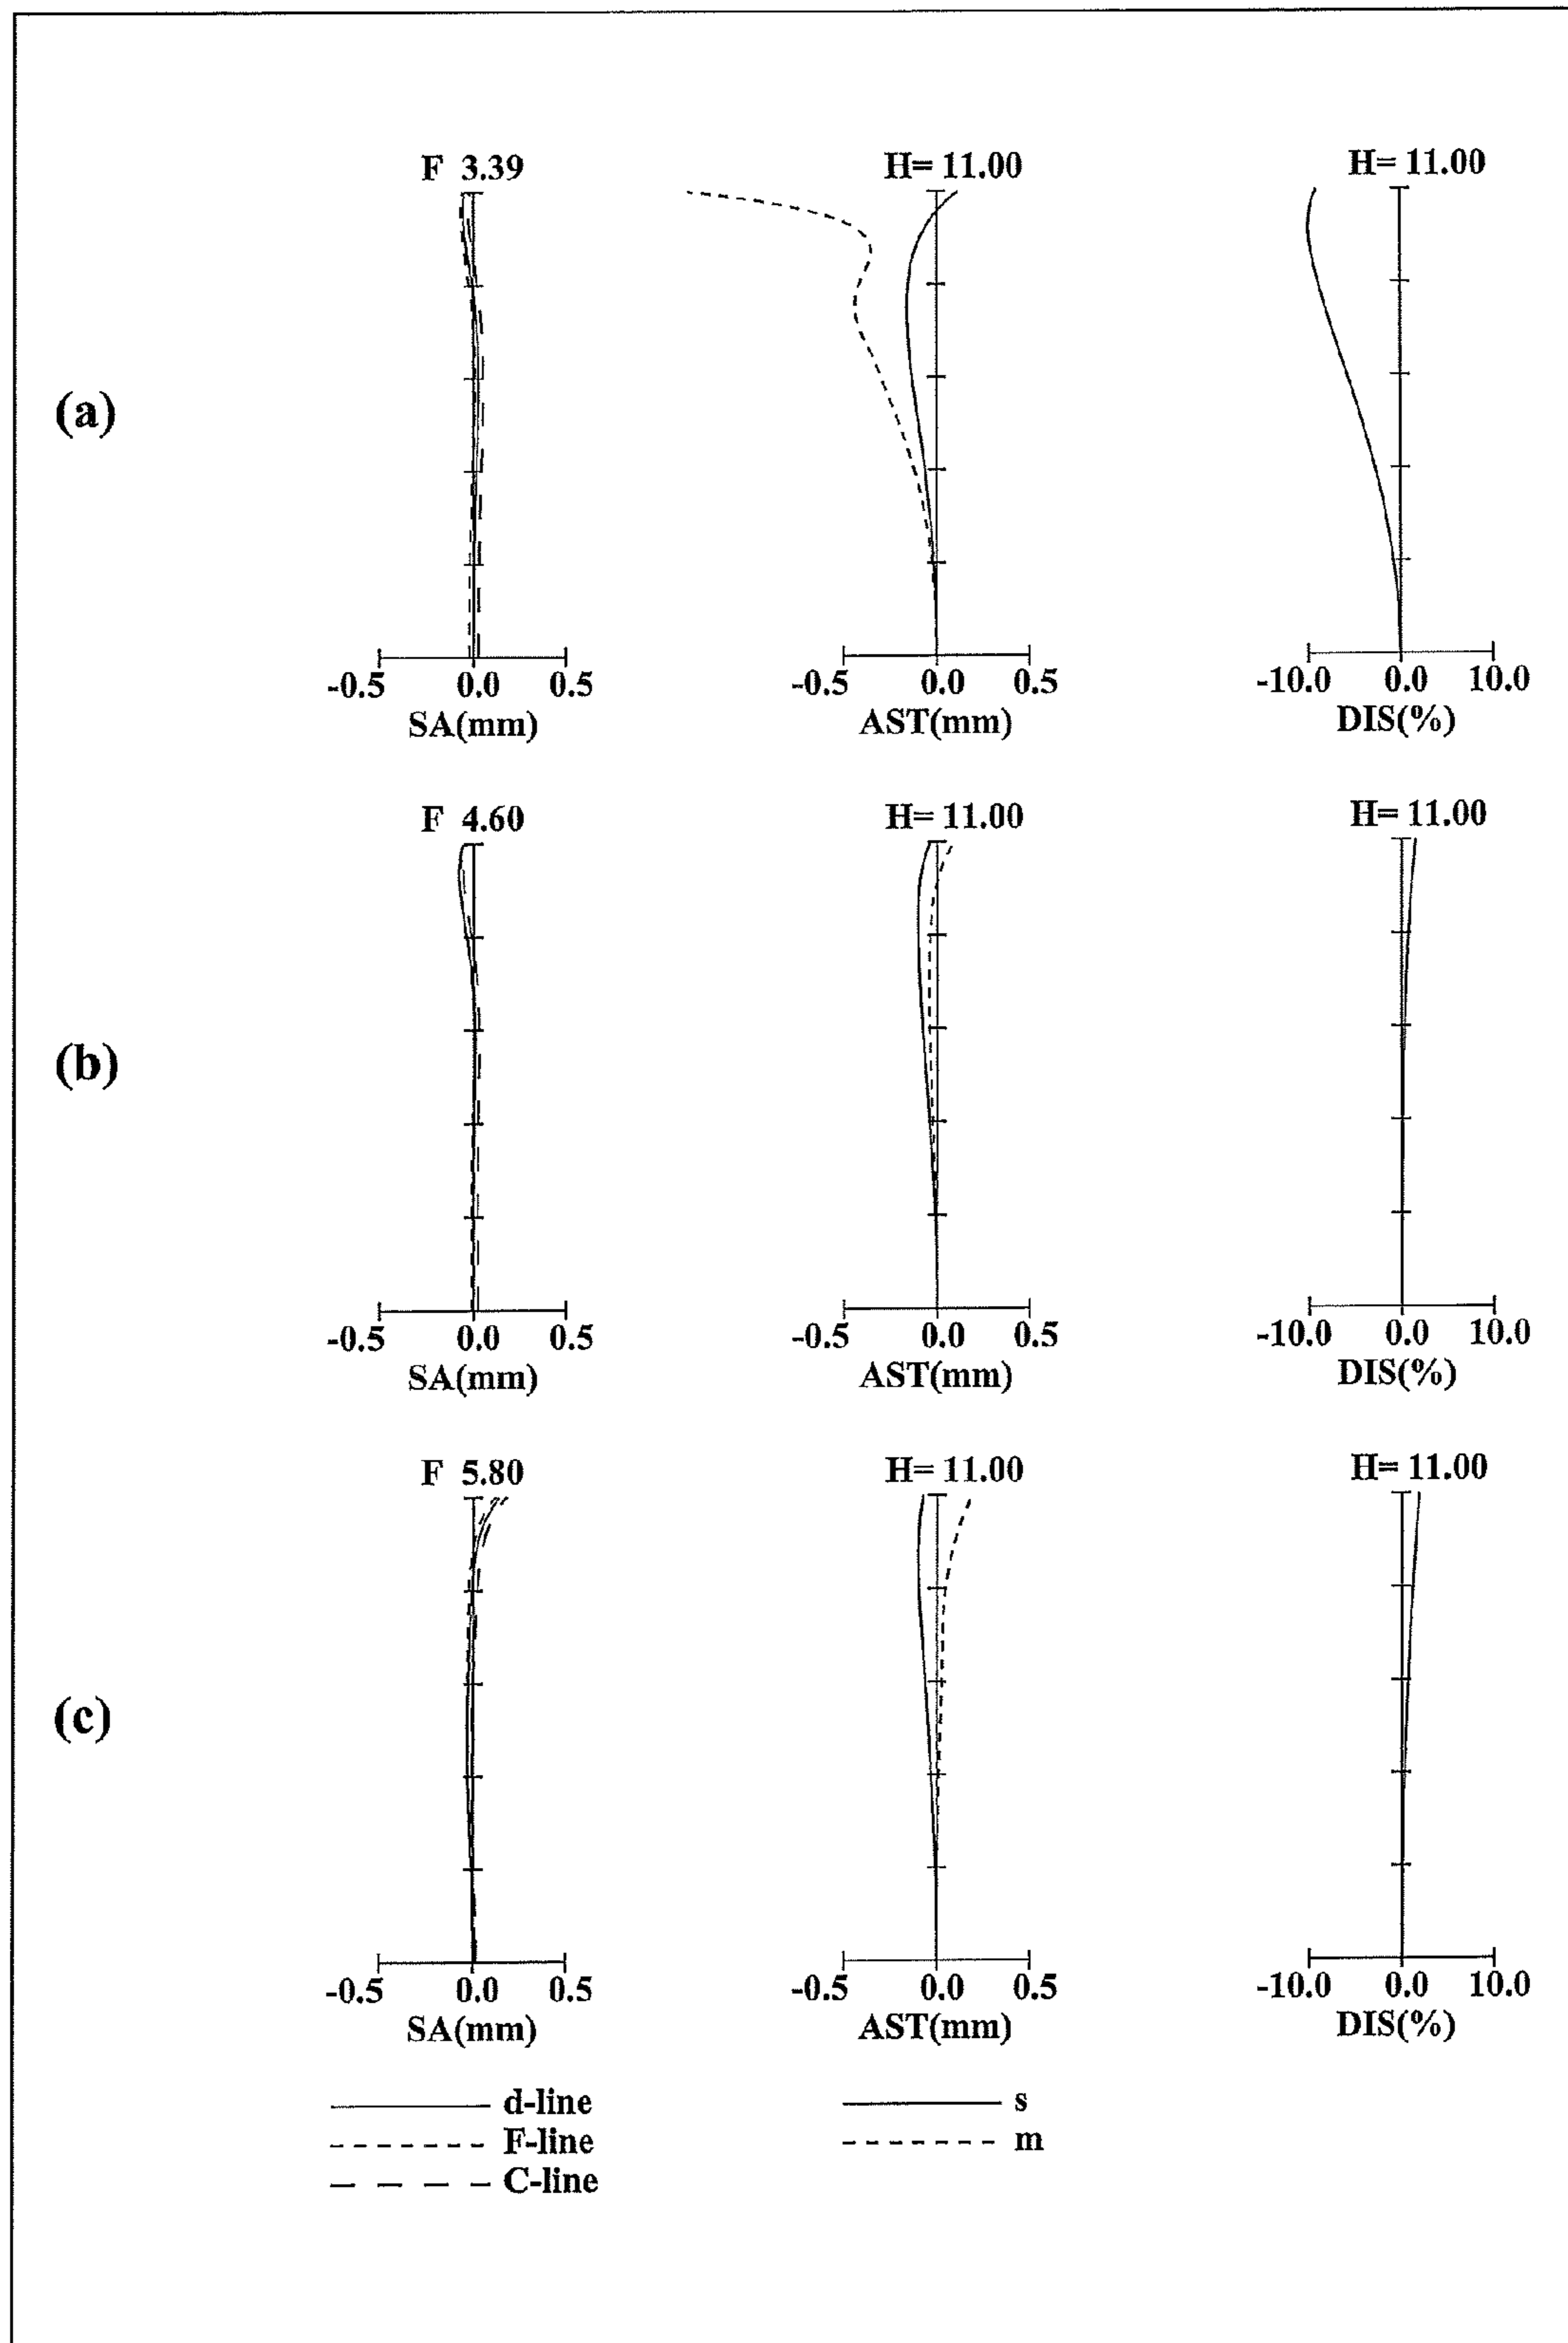 F 3.39 H= 11.00 H= 11.00
(a)
-0.5 0.0 0.5 -0.5 0.0 0.5 -10.0 0.0 10.0
SA(mm) AST(mm) DIS(%)
F 4.60 H= 11.00 H= 11.00
(b)
-0.5 0.0 0.5 -0.5 0.0 0.5 -10.0 0.0 10.0
SA(mm) AST(mm) DIS(%)
F 5.80 H= 11.00 H= 11.00
(c)
-0.5 0.0 0.5 -0.5 0.0 0.5 -10.0 0.0 10.0
SA(mm) AST(mm) DIS(%)
d-line s
F-line m
C-line